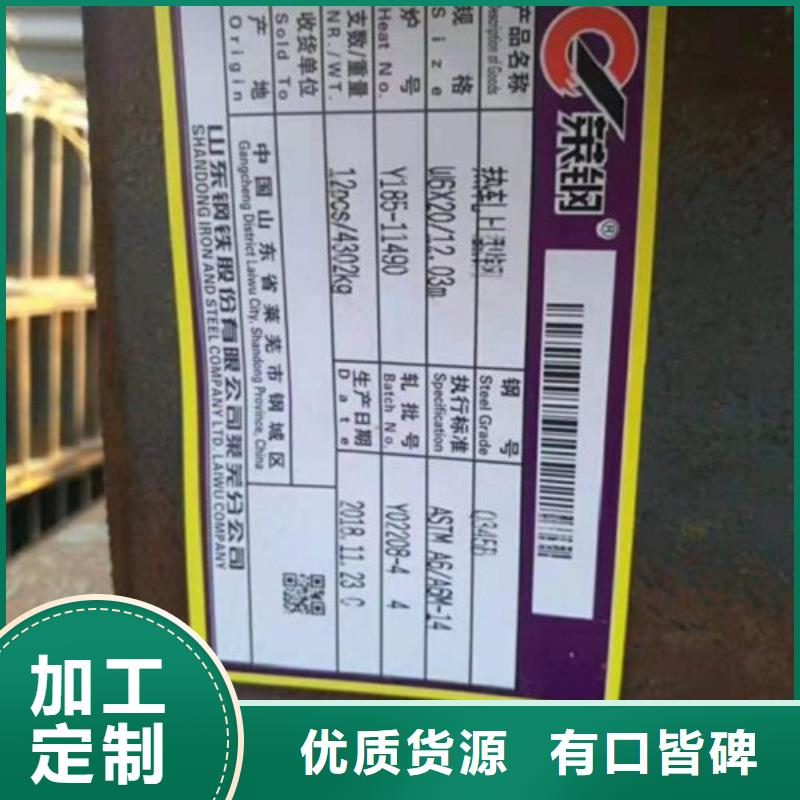 莱钢®
产品名称
Description of Goods
热轧H型钢
钢 号
Steel Grade
Q345B
规 格
Size
W6X20/12.03m
执行标准
Specification
ASTM A6/A6M-14
炉 号
Heat No.
Y185-11490
轧 批 号
Batch No.
Y02208-4 4
支数/重量
NR./WT.
12pcs/4302kg
生产日期
Date
2018.11.23 C
收货单位
Sold To
产 地
Origin
中国山东省莱芜市钢城区
Gangcheng District Laiwu City, Shandong Province, China
山东钢铁股份有限公司莱芜分公司
SHANDONG IRON AND STEEL COMPANY LTD. LAIWU COMPANY
加工
定制
优质货源 有口皆碑